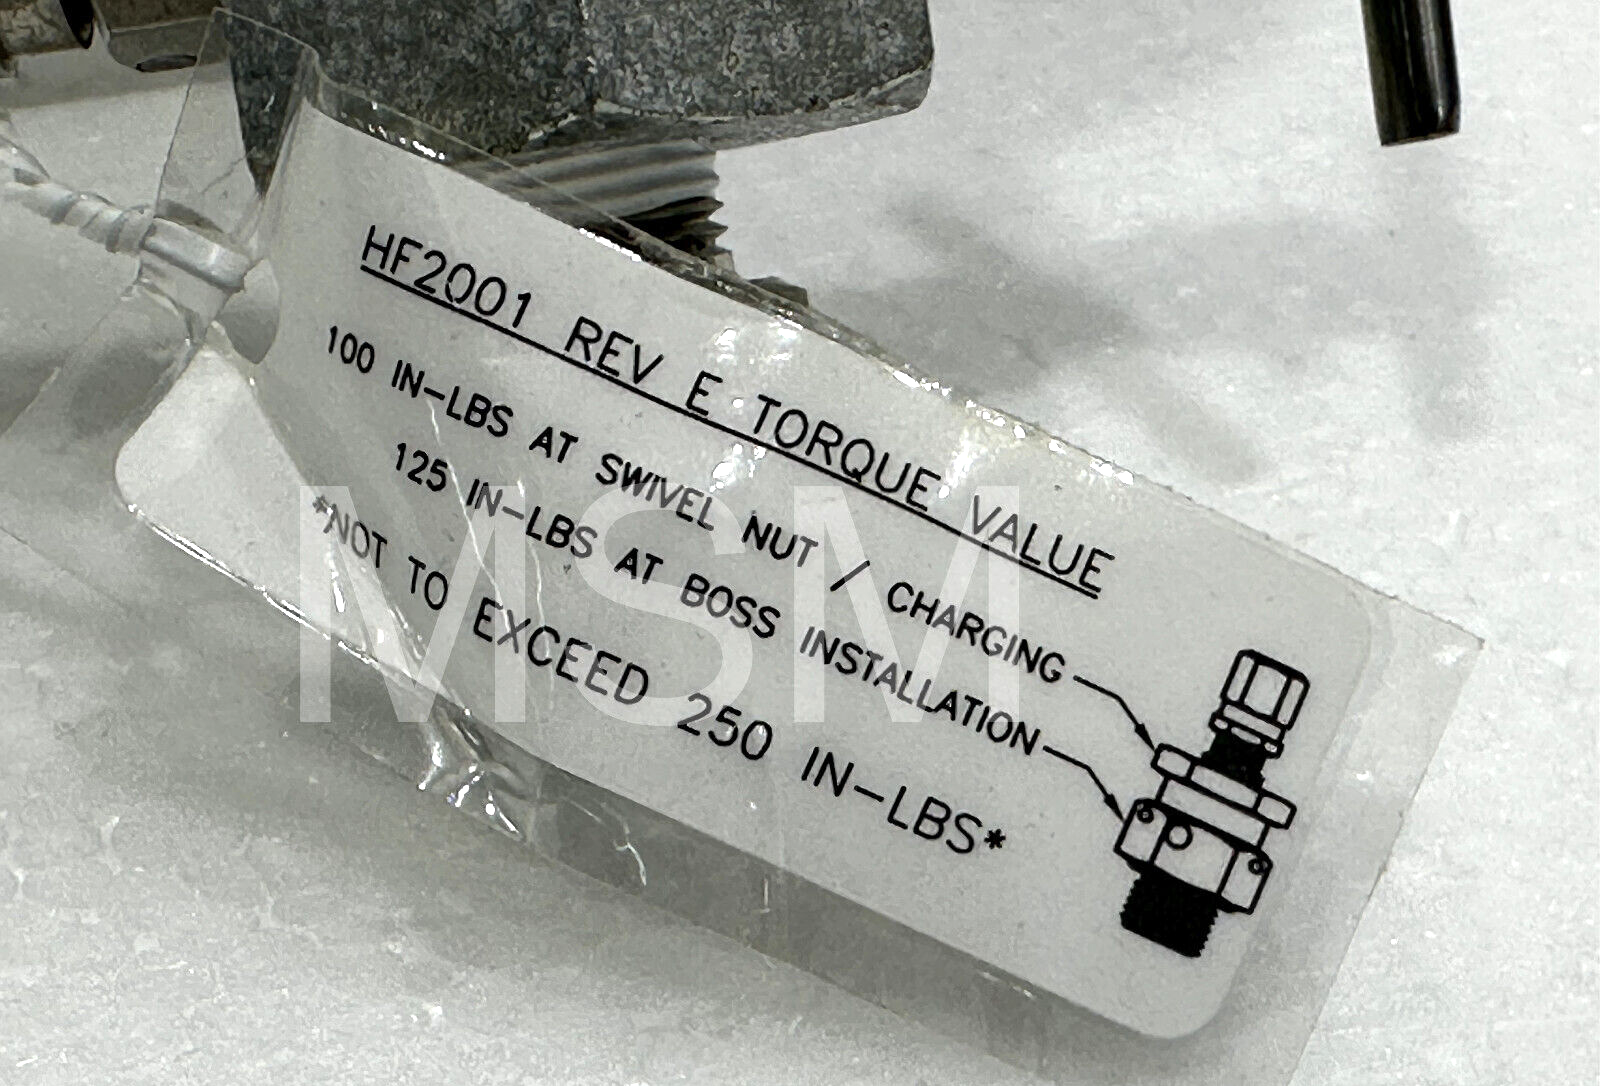 HF2001 REV E TORQUE VALUE
100 IN-LBS AT SWIVEL NUT / CHARGING
125 IN-LBS AT BOSS INSTALLATION
*NOT TO EXCEED 250 IN-LBS*
MSM